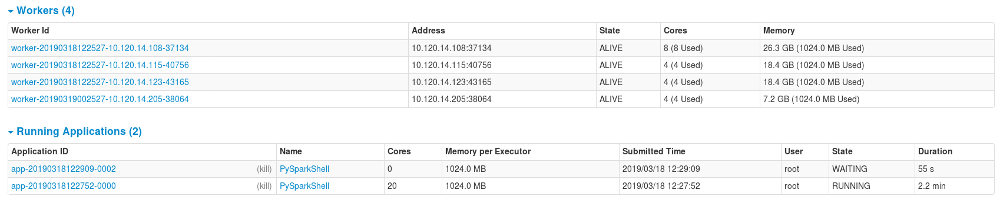 Workers (4)
Worker Id Address State Cores Memory
worker-20190318122527-10.120.14.108-37134 10.120.14.108:37134 ALIVE 8 (8 Used) 26.3 GB (1024.0 MB Used)
worker-20190318122527-10.120.14.115-40756 10.120.14.115:40756 ALIVE 4 (4 Used) 18.4 GB (1024.0 MB Used)
worker-20190318122527-10.120.14.123-43165 10.120.14.123:43165 ALIVE 4 (4 Used) 18.4 GB (1024.0 MB Used)
worker-20190319002527-10.120.14.205-38064 10.120.14.205:38064 ALIVE 4 (4 Used) 7.2 GB (1024.0 MB Used)
Running Applications (2)
Application ID Name Cores Memory per Executor Submitted Time User State Duration
app-20190318122909-0002 (kill) PySparkShell 0 1024.0 MB 2019/03/18 12:29:09 root WAITING 55 s
app-20190318122752-0000 (kill) PySparkShell 20 1024.0 MB 2019/03/18 12:27:52 root RUNNING 2.2 min